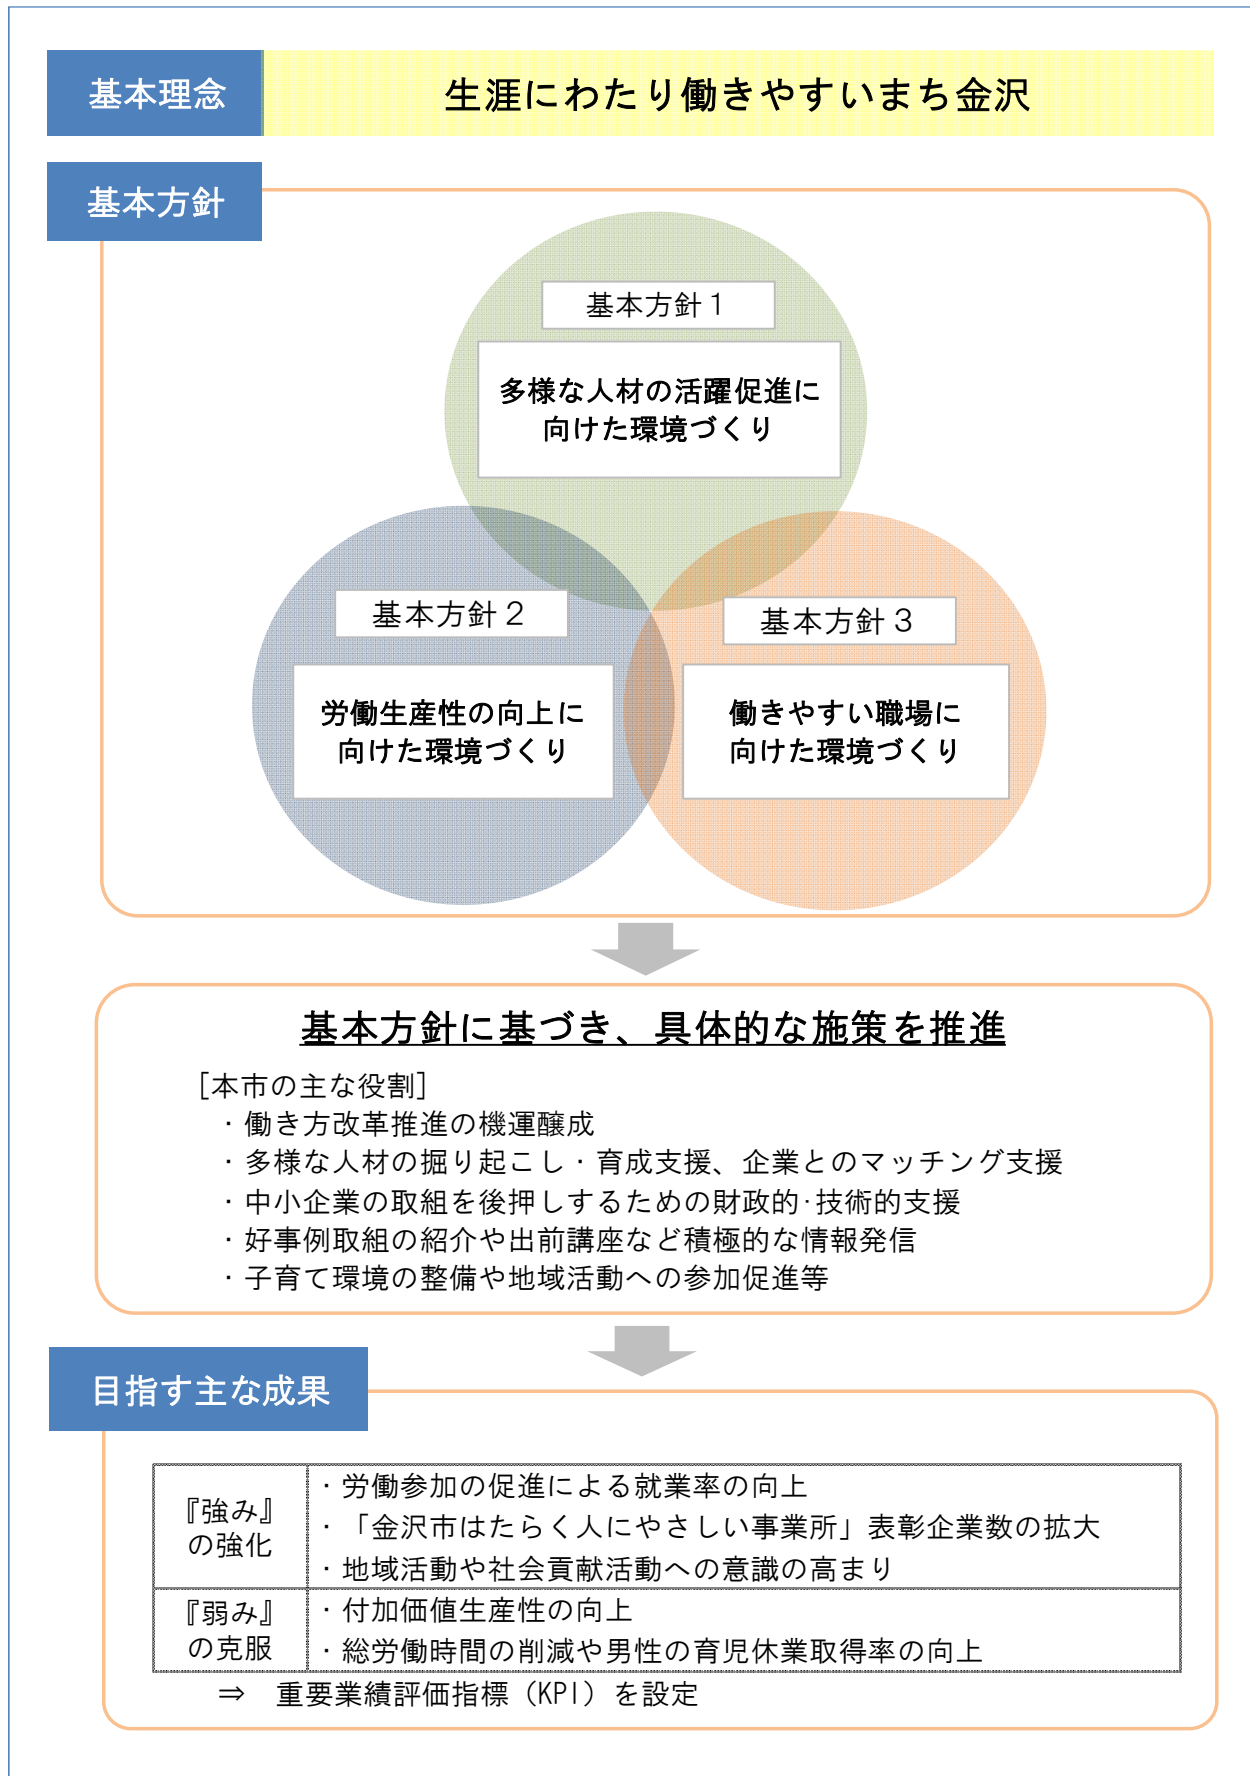 基本理念
生涯にわたり働きやすいまち金沢
基本方針
基本方針1
多様な人材の活躍促進に
向けた環境づくり
基本方針2
労働生産性の向上に
向けた環境づくり
基本方針3
働きやすい職場に
向けた環境づくり
基本方針に基づき、具体的な施策を推進
[本市の主な役割]
・働き方改革推進の機運醸成
・多様な人材の掘り起こし・育成支援、企業とのマッチング支援
・中小企業の取組を後押しするための財政的・技術的支援
・好事例取組の紹介や出前講座など積極的な情報発信
・子育て環境の整備や地域活動への参加促進等
目指す主な成果
『強み』
の強化
・労働参加の促進による就業率の向上
・「金沢市はたらく人にやさしい事業所」表彰企業数の拡大
・地域活動や社会貢献活動への意識の高まり
『弱み』
の克服
・付加価値生産性の向上
・総労働時間の削減や男性の育児休業取得率の向上
⇒　重要業績評価指標（KPI）を設定